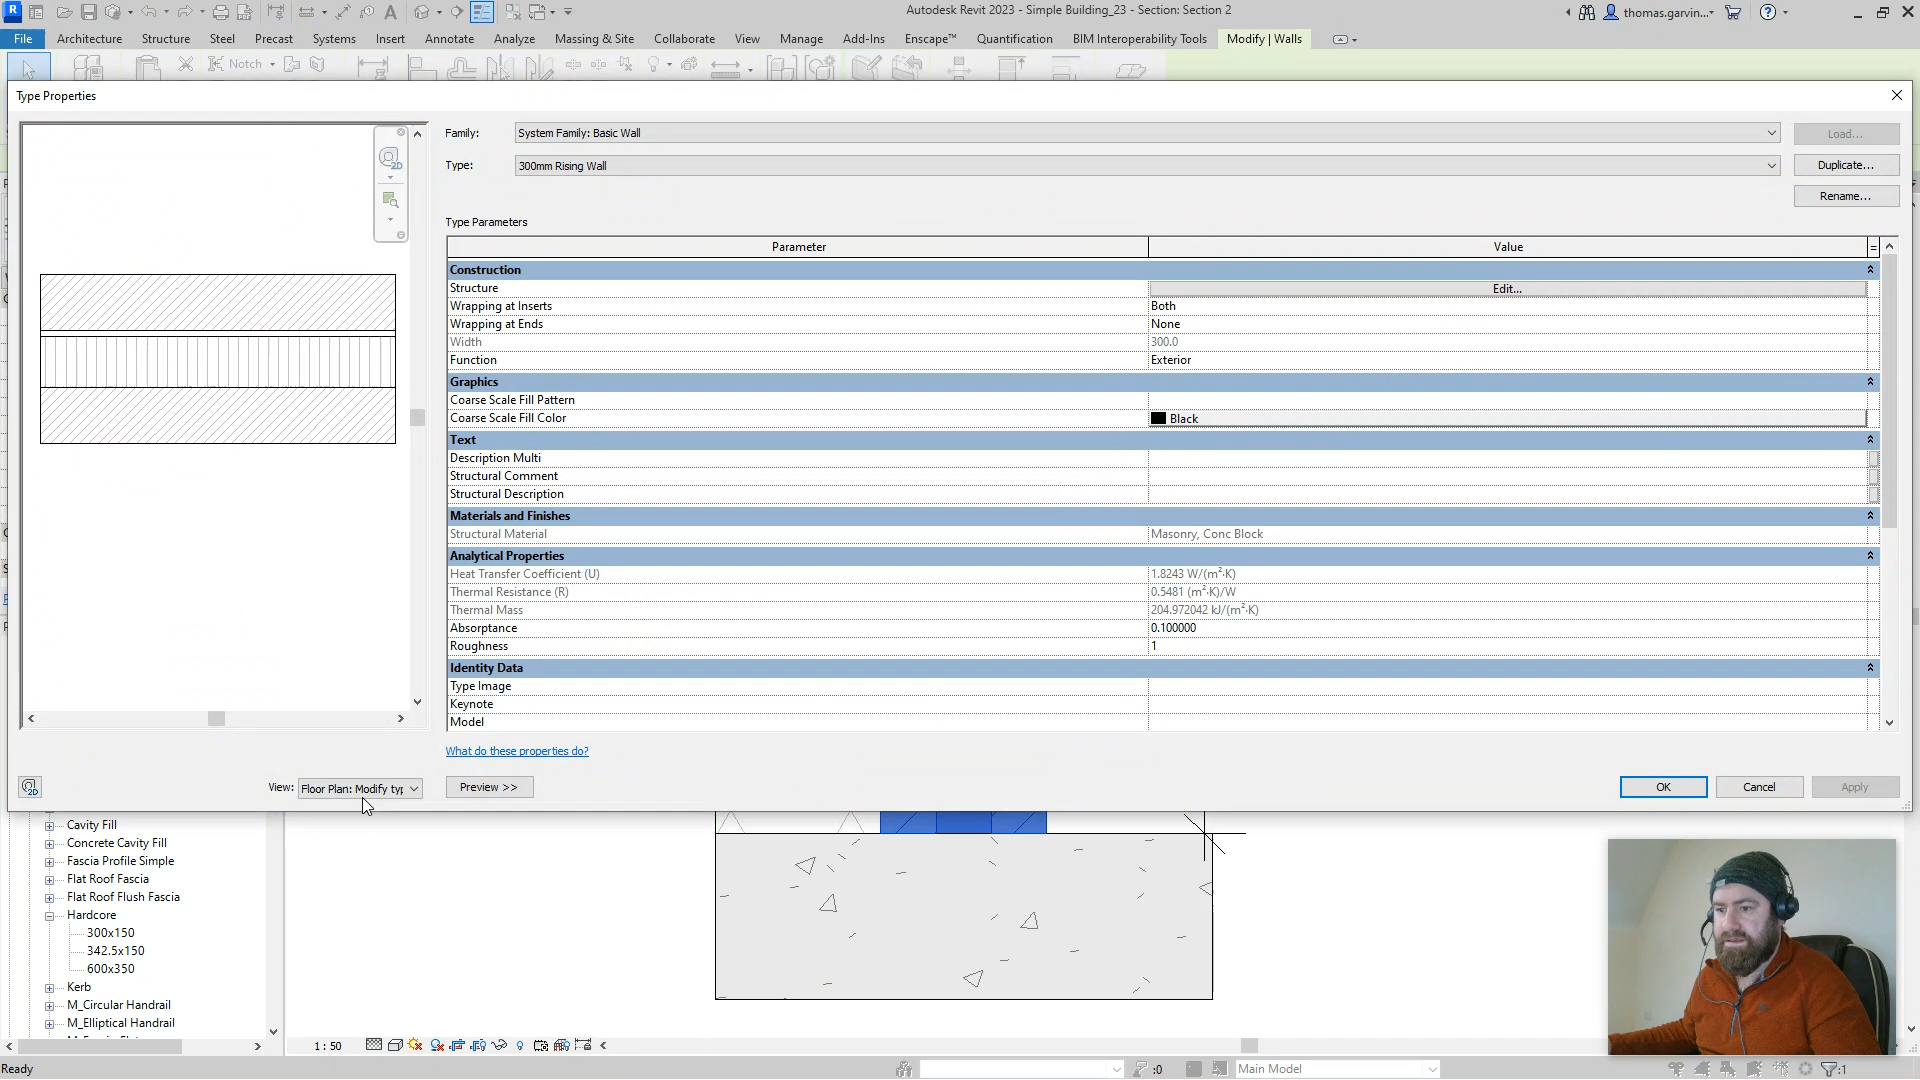 Autodesk Revit 2023 - Simple Building_23 - Section: Section 2
thomas.garvin...
File
Architecture
Structure
Steel
Precast
Systems
Insert
Annotate
Analyze
Massing & Site
Collaborate
View
Manage
Add-Ins
Enscape™
Quantification
BIM Interoperability Tools
Modify | Walls
Notch
Type Properties
Family:
System Family: Basic Wall
Load...
Type:
300mm Rising Wall
Duplicate...
Rename...
Type Parameters
Parameter
Value
=
Construction
Structure
Edit...
Wrapping at Inserts
Both
Wrapping at Ends
None
Width
300.0
Function
Exterior
Graphics
Coarse Scale Fill Pattern
Coarse Scale Fill Color
Black
Text
Description Multi
Structural Comment
Structural Description
Materials and Finishes
Structural Material
Masonry, Conc Block
Analytical Properties
Heat Transfer Coefficient (U)
1.8243 W/(m²·K)
Thermal Resistance (R)
0.5481 (m²·K)/W
Thermal Mass
204.972042 kJ/(m²·K)
Absorptance
0.100000
Roughness
1
Identity Data
Type Image
Keynote
Model
What do these properties do?
View:
Floor Plan: Modify typ
Preview >>
OK
Cancel
Apply
Cavity Fill
Concrete Cavity Fill
Fascia Profile Simple
Flat Roof Fascia
Flat Roof Flush Fascia
Hardcore
300x150
342.5x150
600x350
Kerb
M_Circular Handrail
M_Elliptical Handrail
1 : 50
Ready
:0
Main Model
:1